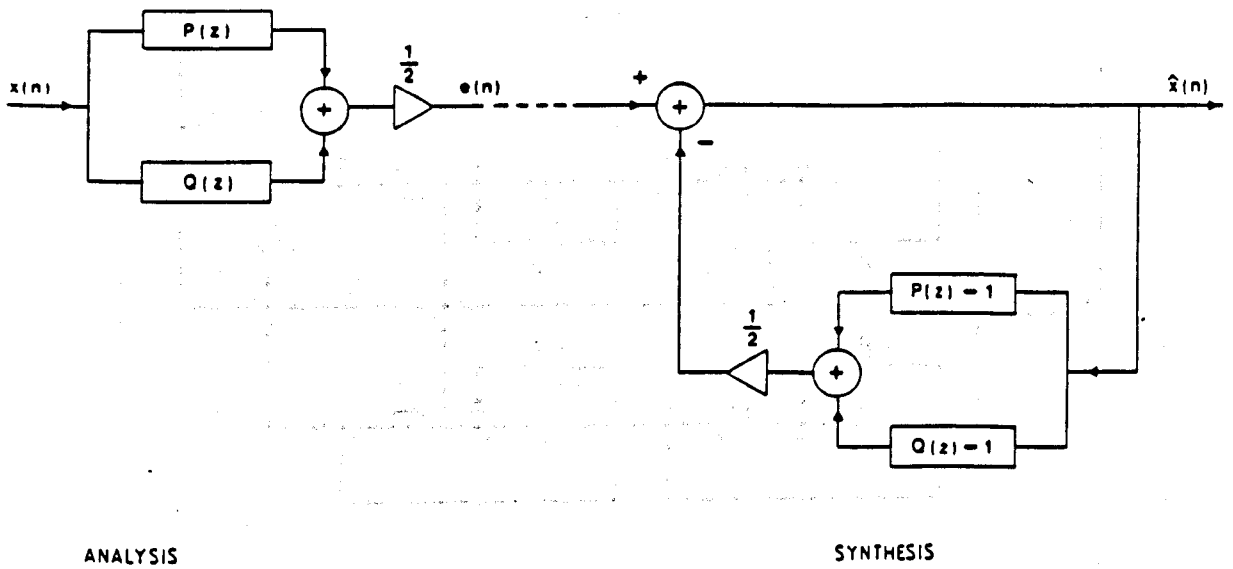 P(z)
x(n)
1/2
e(n)
+
Q(z)
+
+
−
x̂(n)
P(z) − 1
1/2
+
Q(z) − 1
ANALYSIS
SYNTHESIS